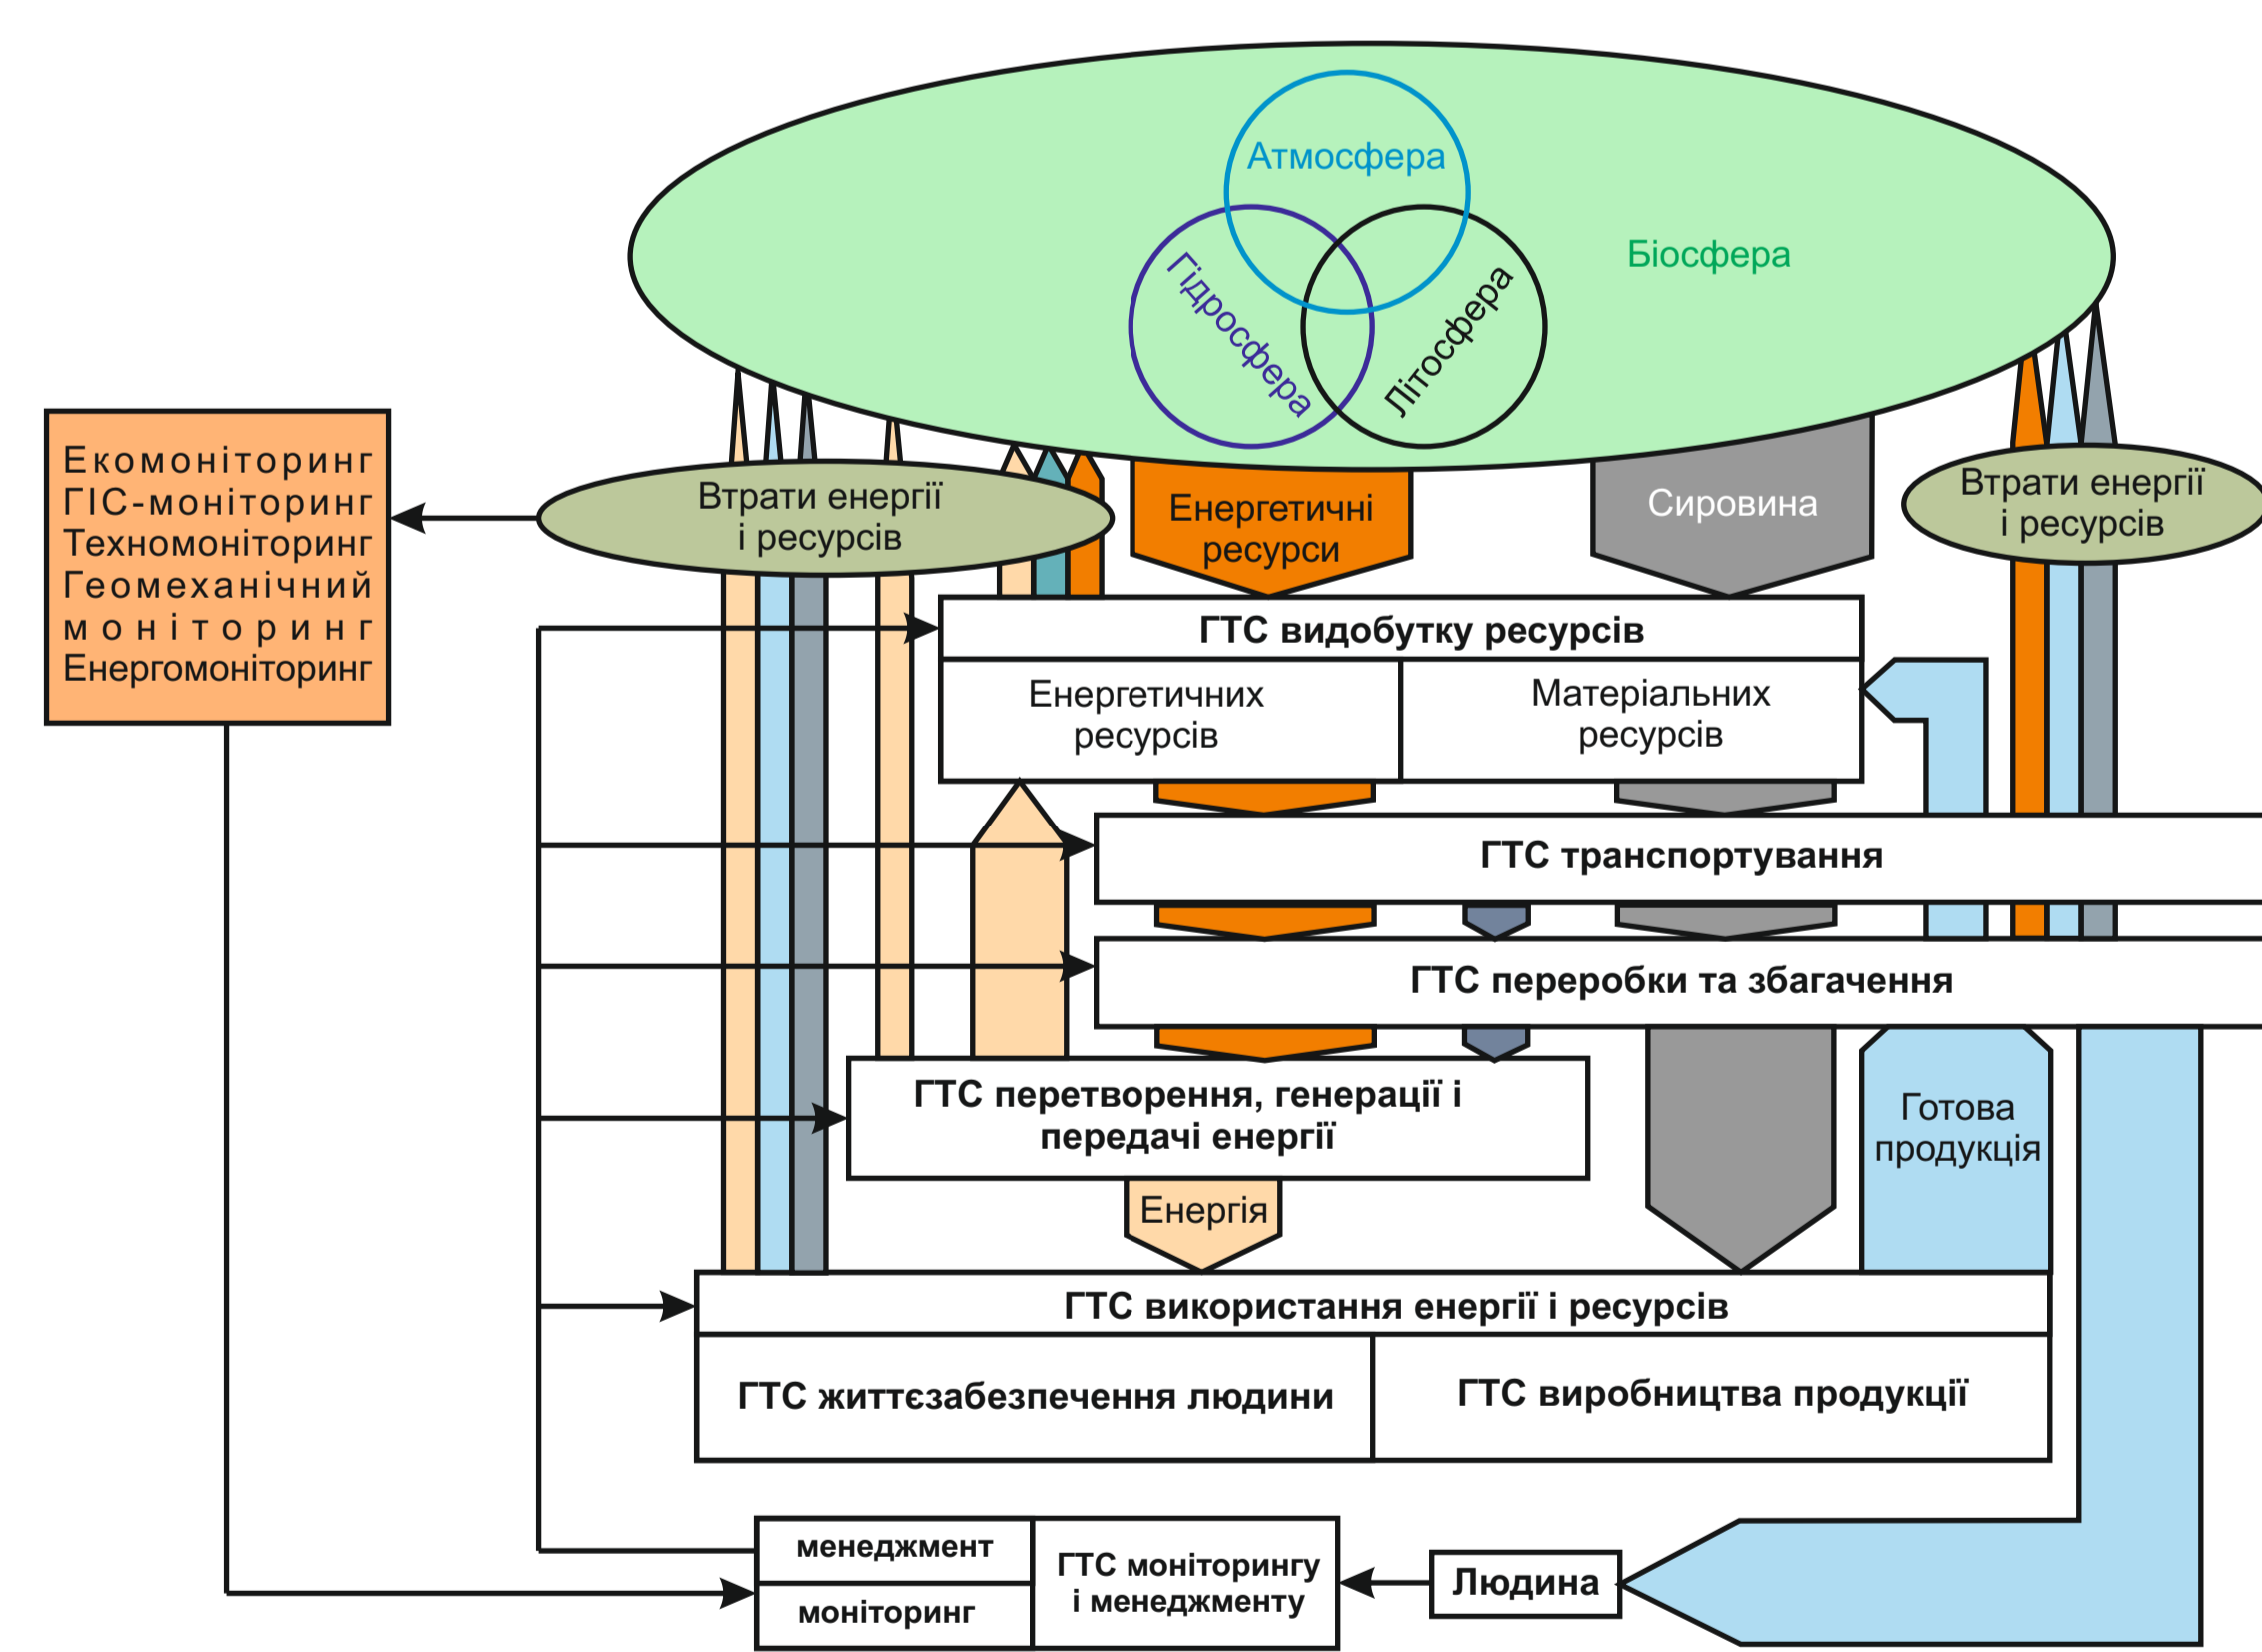 Атмосфера
Гідросфера
Літосфера
Біосфера
Екомоніторинг
ГІС-моніторинг
Техномоніторинг
Геомеханічний
моніторинг
Енергомоніторинг
Втрати енергії
і ресурсів
Енергетичні
ресурси
Сировина
Втрати енергії
і ресурсів
ГТС видобутку ресурсів
Енергетичних
ресурсів
Матеріальних
ресурсів
ГТС транспортування
ГТС переробки та збагачення
ГТС перетворення, генерації і
передачі енергії
Готова
продукція
Енергія
ГТС використання енергії і ресурсів
ГТС життєзабезпечення людини
ГТС виробництва продукції
менеджмент
моніторинг
ГТС моніторингу
і менеджменту
Людина